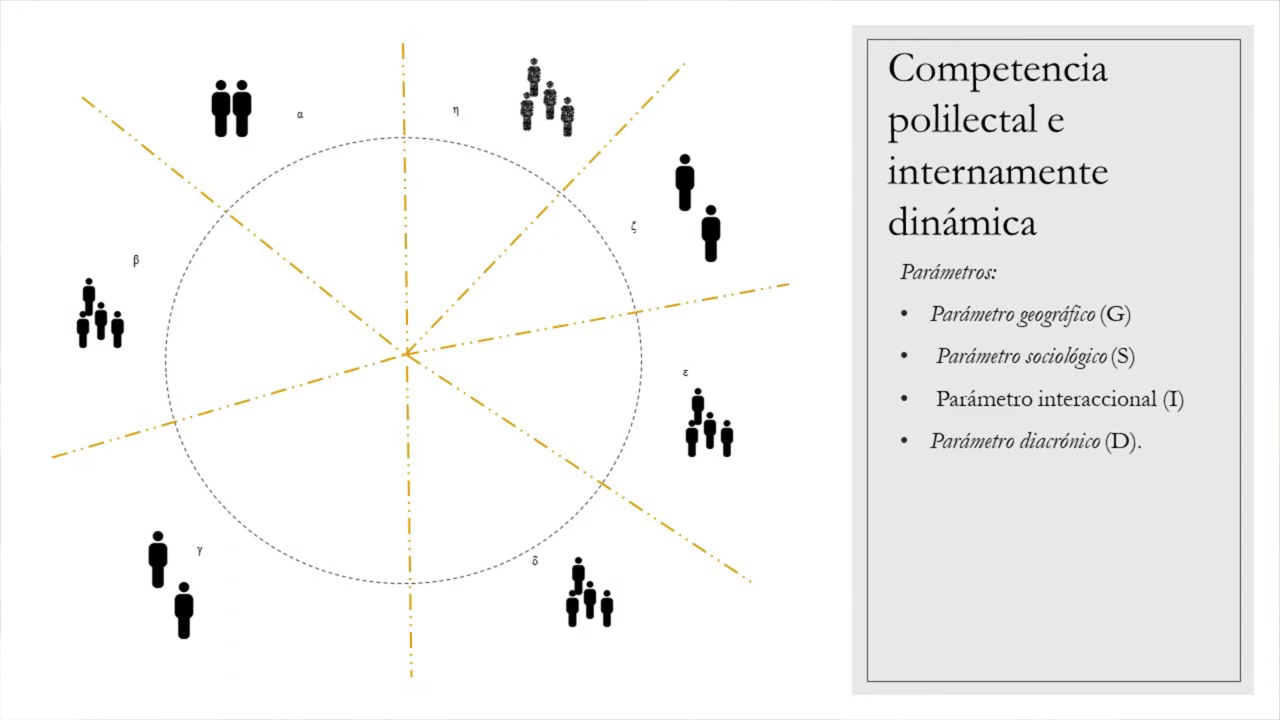 α
η
ζ
β
ε
γ
δ
Competencia
polilectal e
internamente
dinámica
Parámetros:
• Parámetro geográfico (G)
• Parámetro sociológico (S)
• Parámetro interaccional (I)
• Parámetro diacrónico (D).